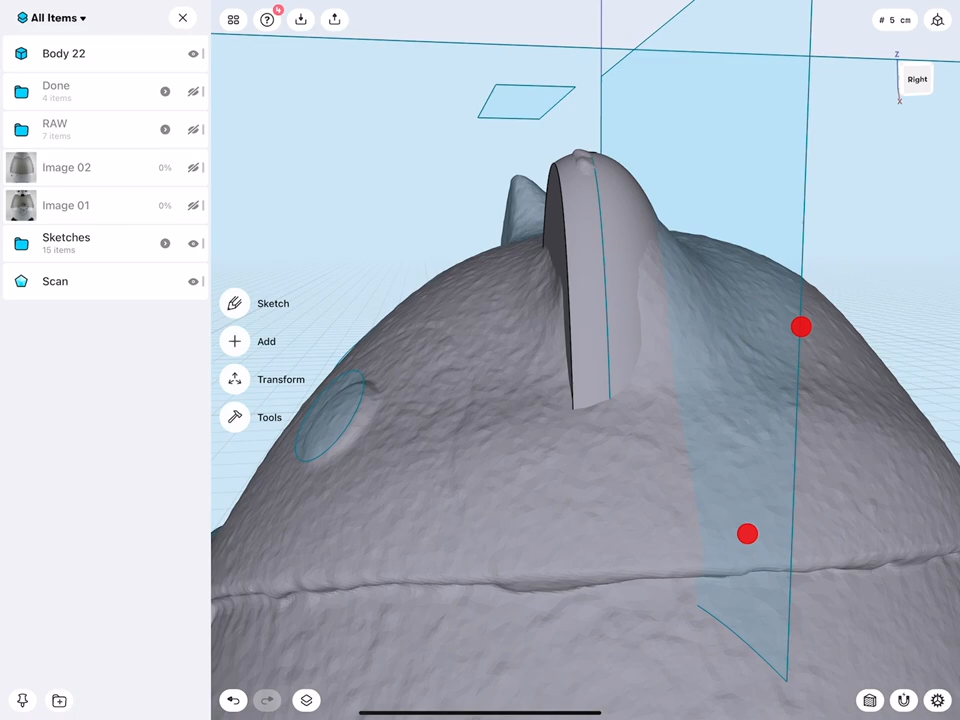 All Items
Body 22
Done
4 items
RAW
7 items
Image 02
0%
Image 01
0%
Sketches
15 items
Scan
4
# 5 cm
Z
Right
X
Sketch
Add
Transform
Tools